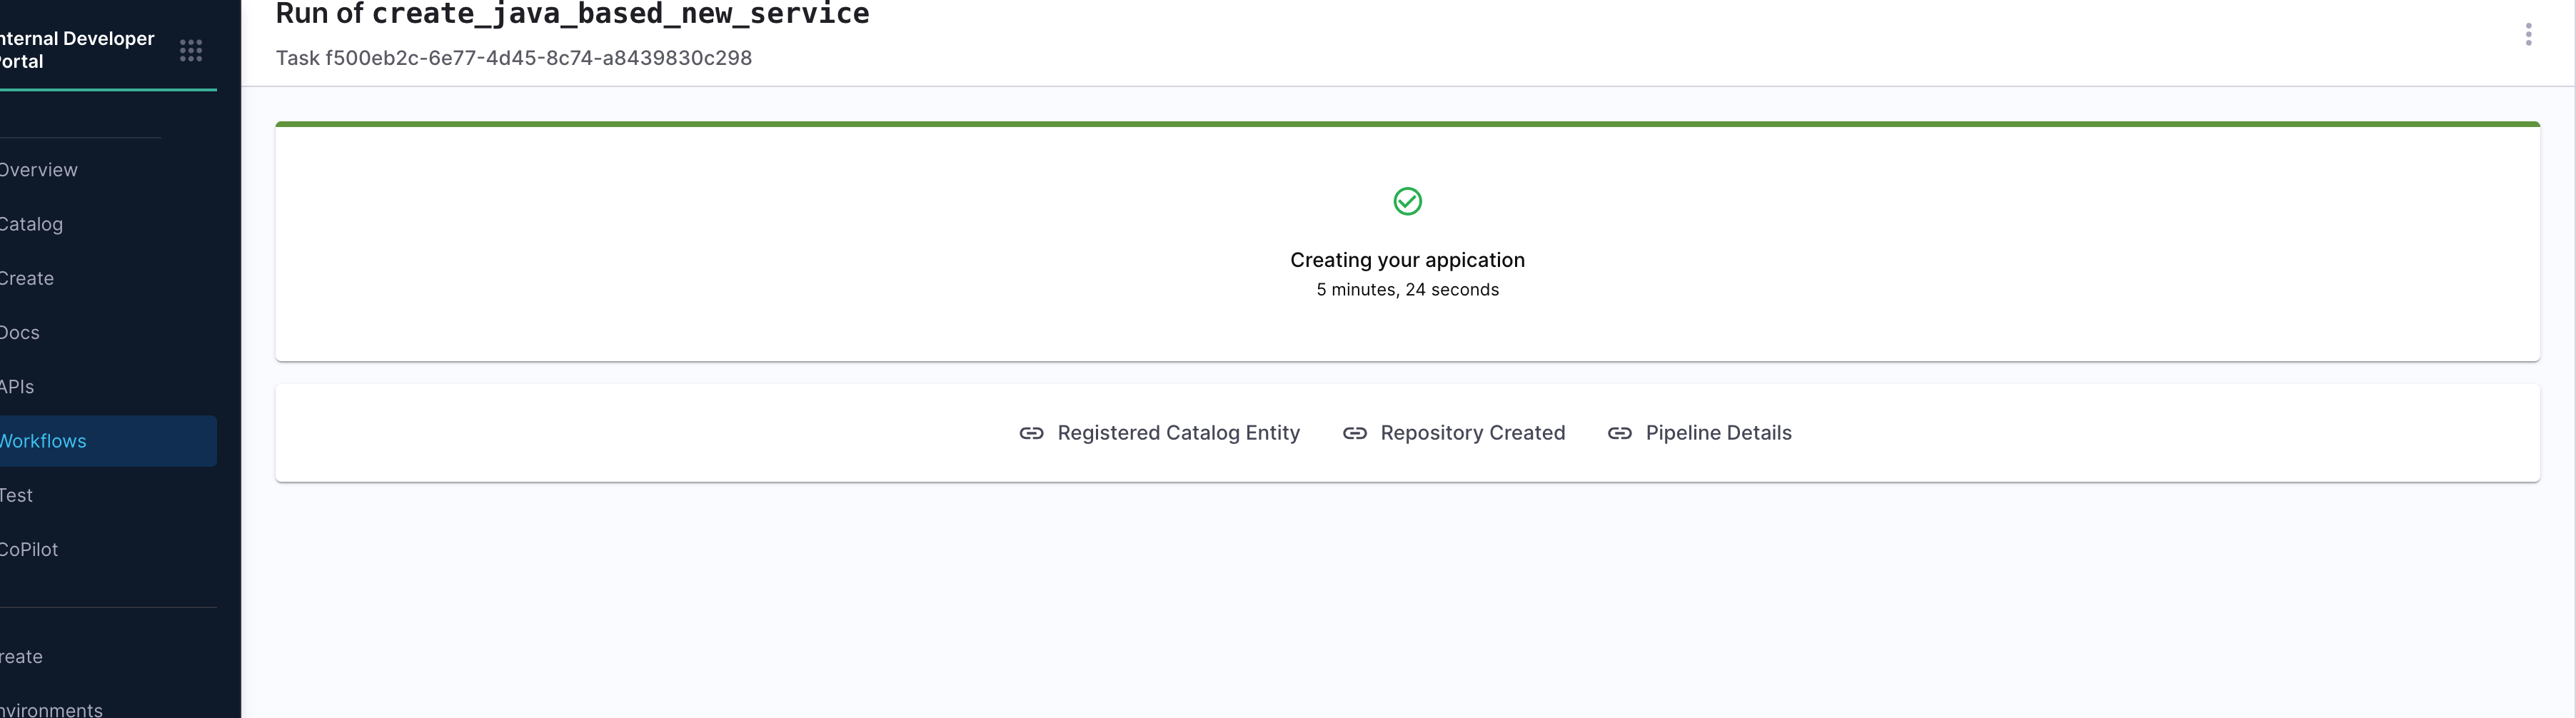 nternal Developer
ortal
Overview
Catalog
Create
Docs
APIs
Workflows
Test
CoPilot
reate
nvironments
Run of create_java_based_new_service
Task f500eb2c-6e77-4d45-8c74-a8439830c298
Creating your appication
5 minutes, 24 seconds
Registered Catalog Entity
Repository Created
Pipeline Details